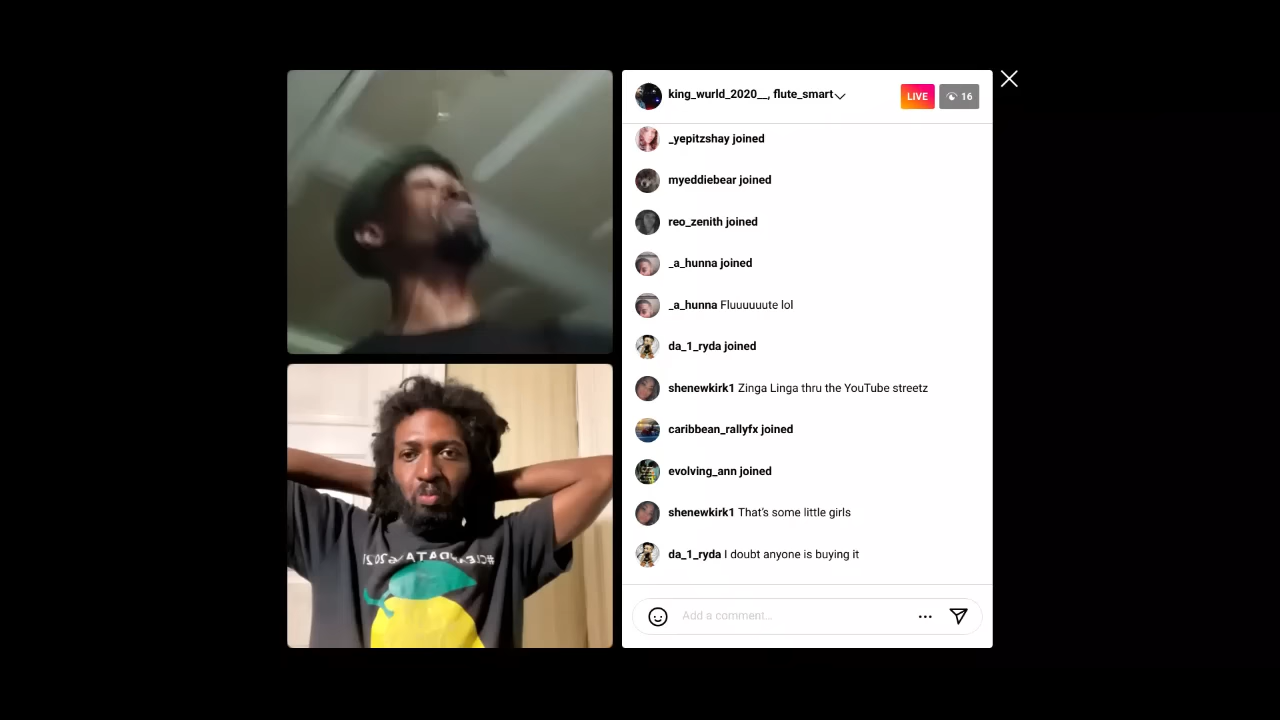 king_wurld_2020__, flute_smart
LIVE
16
_yepitzshay joined
myeddiebear joined
reo_zenith joined
_a_hunna joined
_a_hunna Fluuuuuute lol
da_1_ryda joined
shenewkirk1 Zinga Linga thru the YouTube streetz
caribbean_rallyfx joined
evolving_ann joined
shenewkirk1 That's some little girls
da_1_ryda I doubt anyone is buying it
Add a comment...